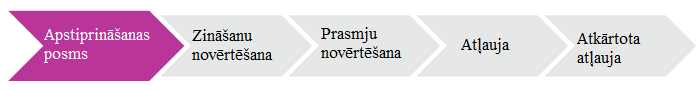 Apstiprināšanas
posms
Zināšanu
novērtēšana
Prasmju
novērtēšana
Atļauja
Atkārtota
atļauja